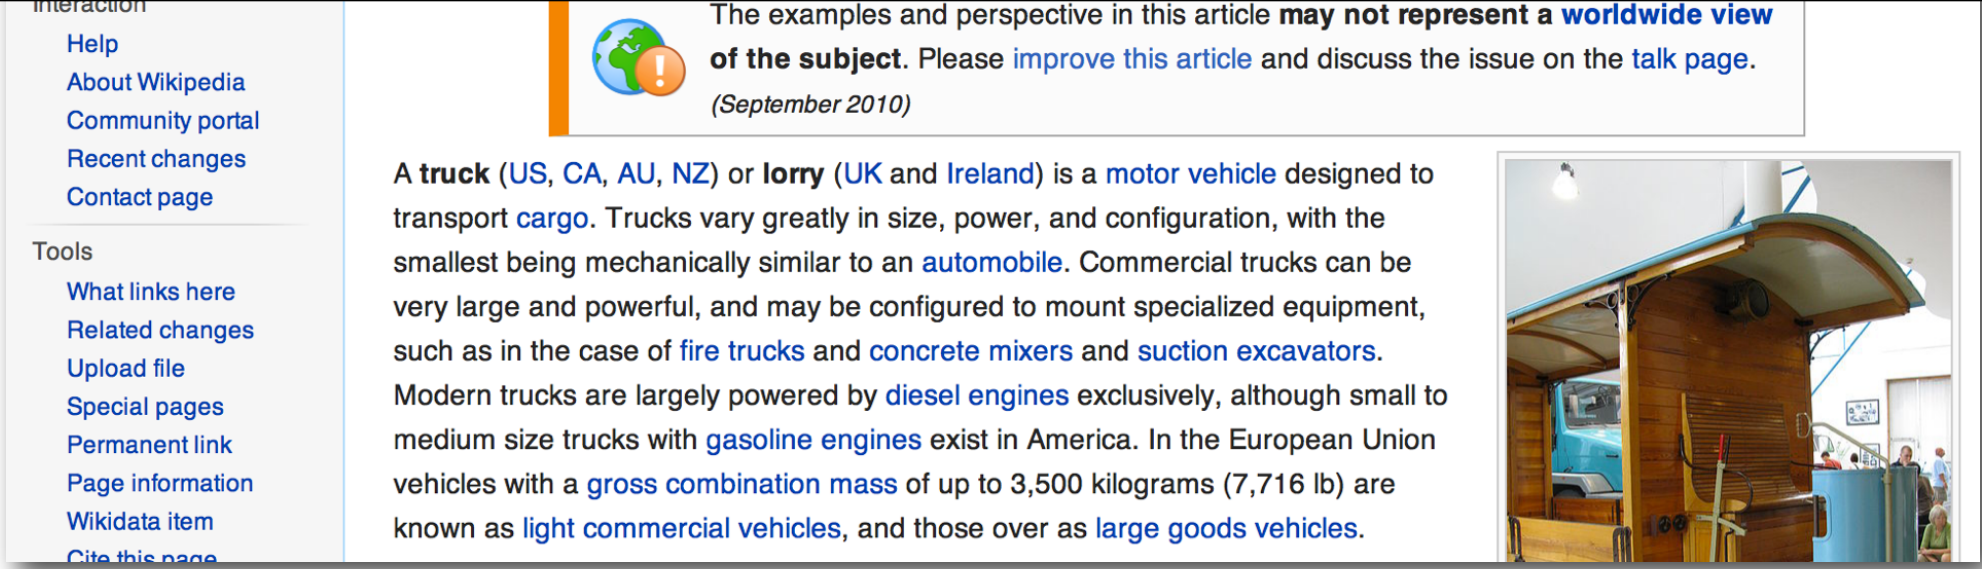 Interaction
Help
About Wikipedia
Community portal
Recent changes
Contact page
Tools
What links here
Related changes
Upload file
Special pages
Permanent link
Page information
Wikidata item
Cite this page
The examples and perspective in this article may not represent a worldwide view
of the subject. Please improve this article and discuss the issue on the talk page.
(September 2010)
A truck (US, CA, AU, NZ) or lorry (UK and Ireland) is a motor vehicle designed to
transport cargo. Trucks vary greatly in size, power, and configuration, with the
smallest being mechanically similar to an automobile. Commercial trucks can be
very large and powerful, and may be configured to mount specialized equipment,
such as in the case of fire trucks and concrete mixers and suction excavators.
Modern trucks are largely powered by diesel engines exclusively, although small to
medium size trucks with gasoline engines exist in America. In the European Union
vehicles with a gross combination mass of up to 3,500 kilograms (7,716 lb) are
known as light commercial vehicles, and those over as large goods vehicles.